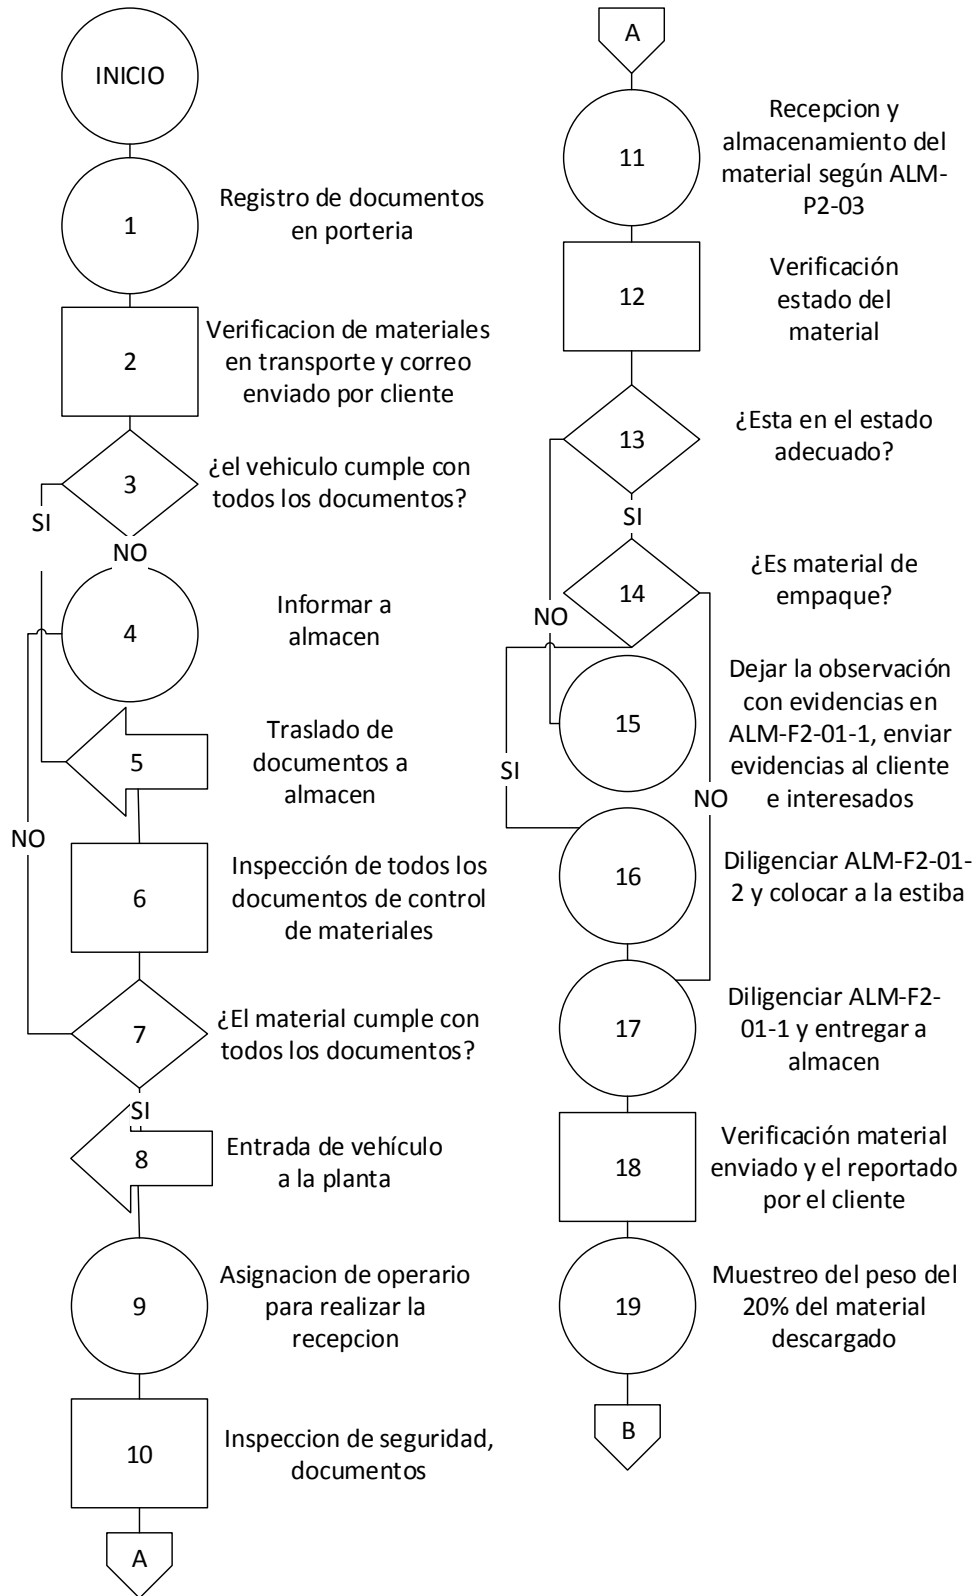 INICIO
1
Registro de documentos
en porteria
2
Verificacion de materiales
en transporte y correo
enviado por cliente
3
¿el vehiculo cumple con
todos los documentos?
SI
NO
4
Informar a
almacen
5
Traslado de
documentos a
almacen
NO
6
Inspección de todos los
documentos de control
de materiales
7
¿El material cumple con
todos los documentos?
SI
8
Entrada de vehículo
a la planta
9
Asignacion de operario
para realizar la
recepcion
10
Inspeccion de seguridad,
documentos
A
A
11
Recepcion y
almacenamiento del
material según ALM-
P2-03
12
Verificación
estado del
material
13
¿Esta en el estado
adecuado?
SI
14
¿Es material de
empaque?
NO
15
Dejar la observación
con evidencias en
ALM-F2-01-1, enviar
evidencias al cliente
e interesados
SI
NO
16
Diligenciar ALM-F2-01-
2 y colocar a la estiba
17
Diligenciar ALM-F2-
01-1 y entregar a
almacen
18
Verificación material
enviado y el reportado
por el cliente
19
Muestreo del peso del
20% del material
descargado
B